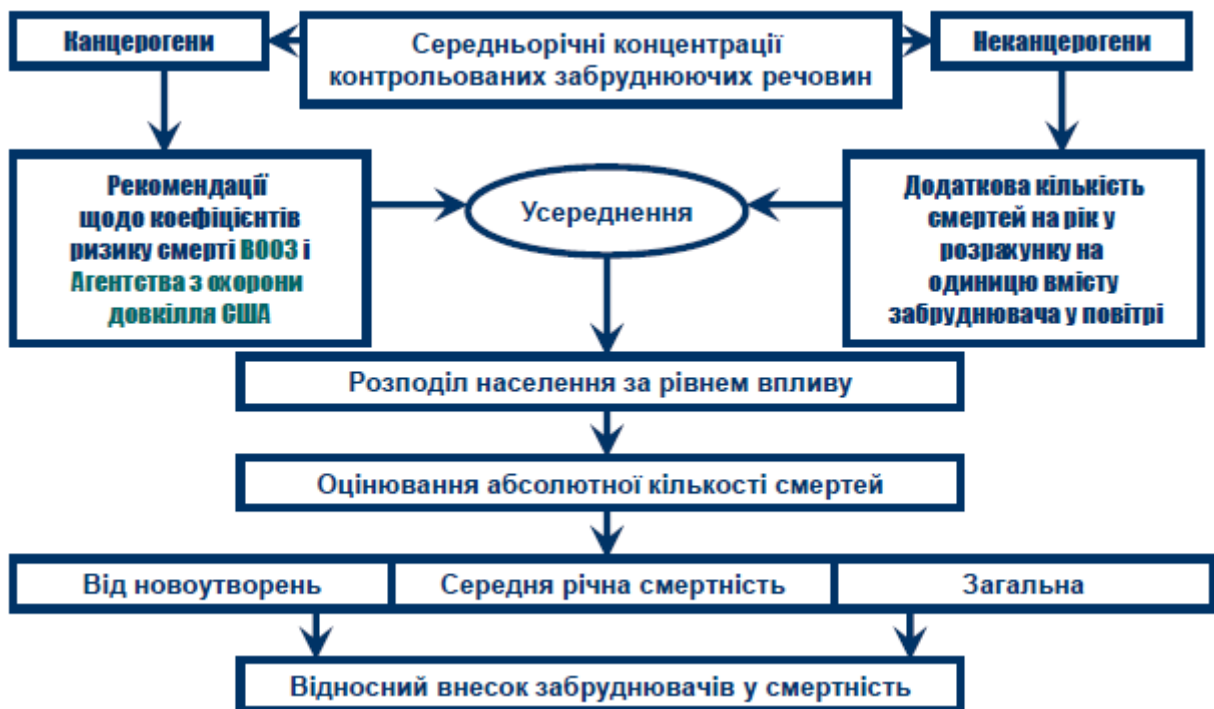 Канцерогени
Середньорічні концентрації
контрольованих забруднюючих речовин
Неканцерогени
Рекомендації
щодо коефіцієнтів
ризику смерті ВООЗ і
Агентства з охорони
довкілля США
Усереднення
Додаткова кількість
смертей на рік у
розрахунку на
одиницю вмісту
забруднювача у повітрі
Розподіл населення за рівнем впливу
Оцінювання абсолютної кількості смертей
Від новоутворень
Середня річна смертність
Загальна
Відносний внесок забруднювачів у смертність